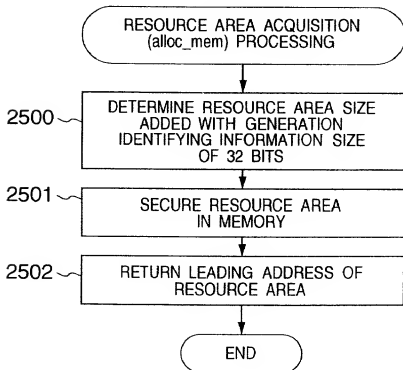 RESOURCE AREA ACQUISITION
(alloc_mem) PROCESSING
2500
DETERMINE RESOURCE AREA SIZE
ADDED WITH GENERATION
IDENTIFYING INFORMATION SIZE
OF 32 BITS
2501
SECURE RESOURCE AREA
IN MEMORY
2502
RETURN LEADING ADDRESS OF
RESOURCE AREA
END